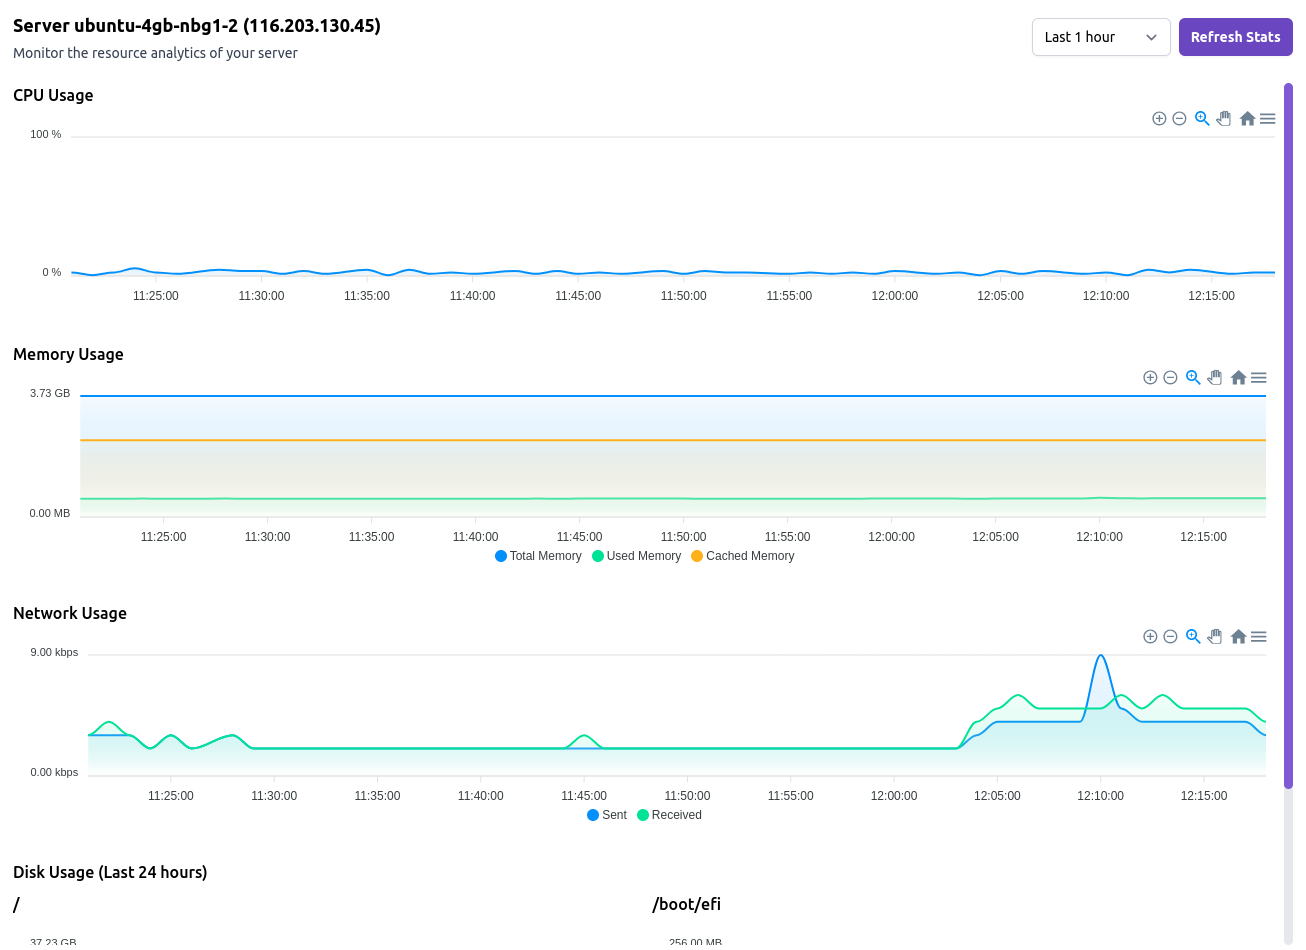 Server ubuntu-4gb-nbg1-2 (116.203.130.45)
Monitor the resource analytics of your server
Last 1 hour
Refresh Stats
CPU Usage
100 %
0 %
11:25:00 11:30:00 11:35:00 11:40:00 11:45:00 11:50:00 11:55:00 12:00:00 12:05:00 12:10:00 12:15:00
Memory Usage
3.73 GB
0.00 MB
11:25:00 11:30:00 11:35:00 11:40:00 11:45:00 11:50:00 11:55:00 12:00:00 12:05:00 12:10:00 12:15:00
Total Memory Used Memory Cached Memory
Network Usage
9.00 kbps
0.00 kbps
11:25:00 11:30:00 11:35:00 11:40:00 11:45:00 11:50:00 11:55:00 12:00:00 12:05:00 12:10:00 12:15:00
Sent Received
Disk Usage (Last 24 hours)
/ /boot/efi
37.23 GB 256.00 MB